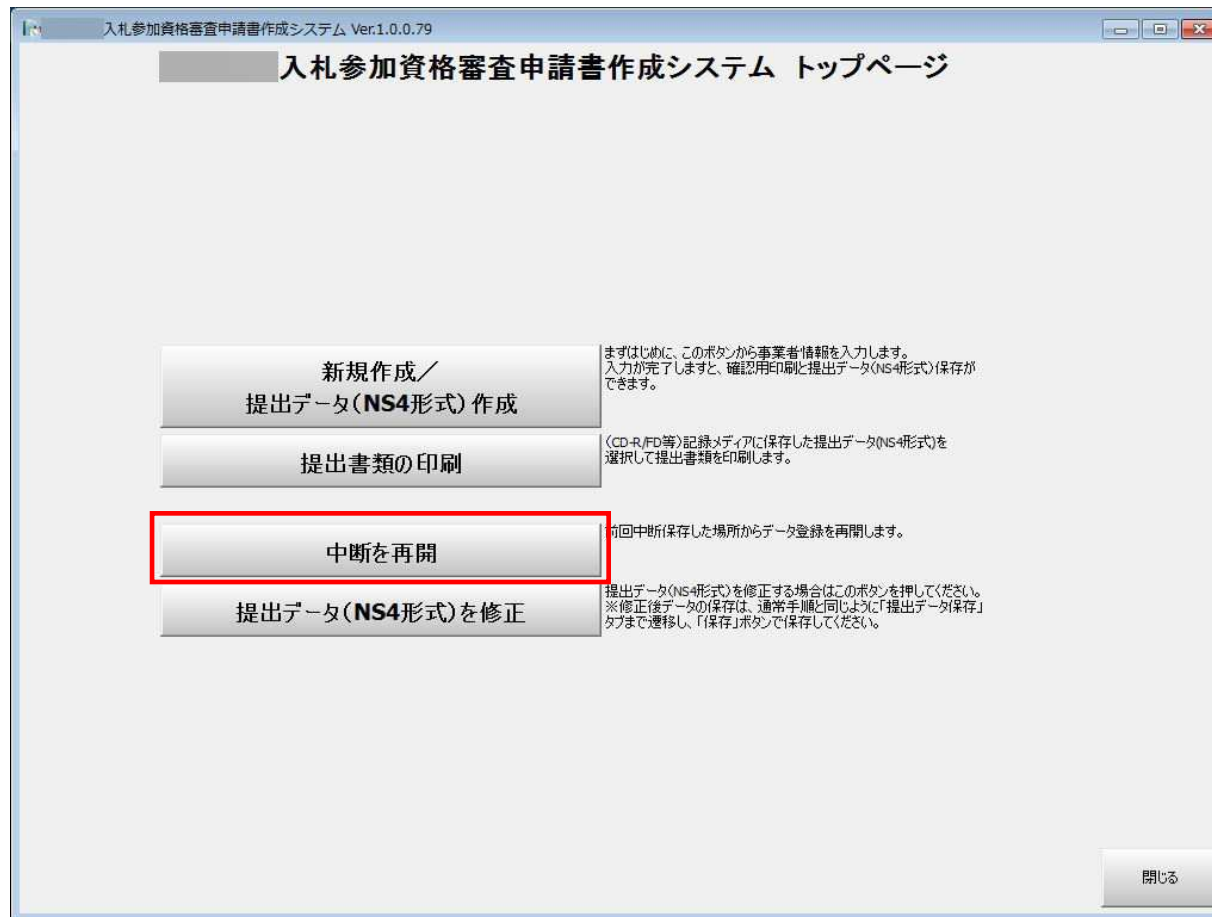 入札参加資格審査申請書作成システム Ver.1.0.0.79
入札参加資格審査申請書作成システム トップページ
新規作成/
提出データ(NS4形式)作成
まずはじめに、このボタンから事業者情報を入力します。
入力が完了しますと、確認用印刷と提出データ(NS4形式)保存が
できます。
提出書類の印刷
(CD-R/FD等)記録メディアに保存した提出データ(NS4形式)を
選択して提出書類を印刷します。
中断を再開
前回中断保存した場所からデータ登録を再開します。
提出データ(NS4形式)を修正
提出データ(NS4形式)を修正する場合はこのボタンを押してください。
※修正後データの保存は、通常手順と同じように「提出データ保存」
タブまで遷移し、「保存」ボタンで保存してください。
閉じる